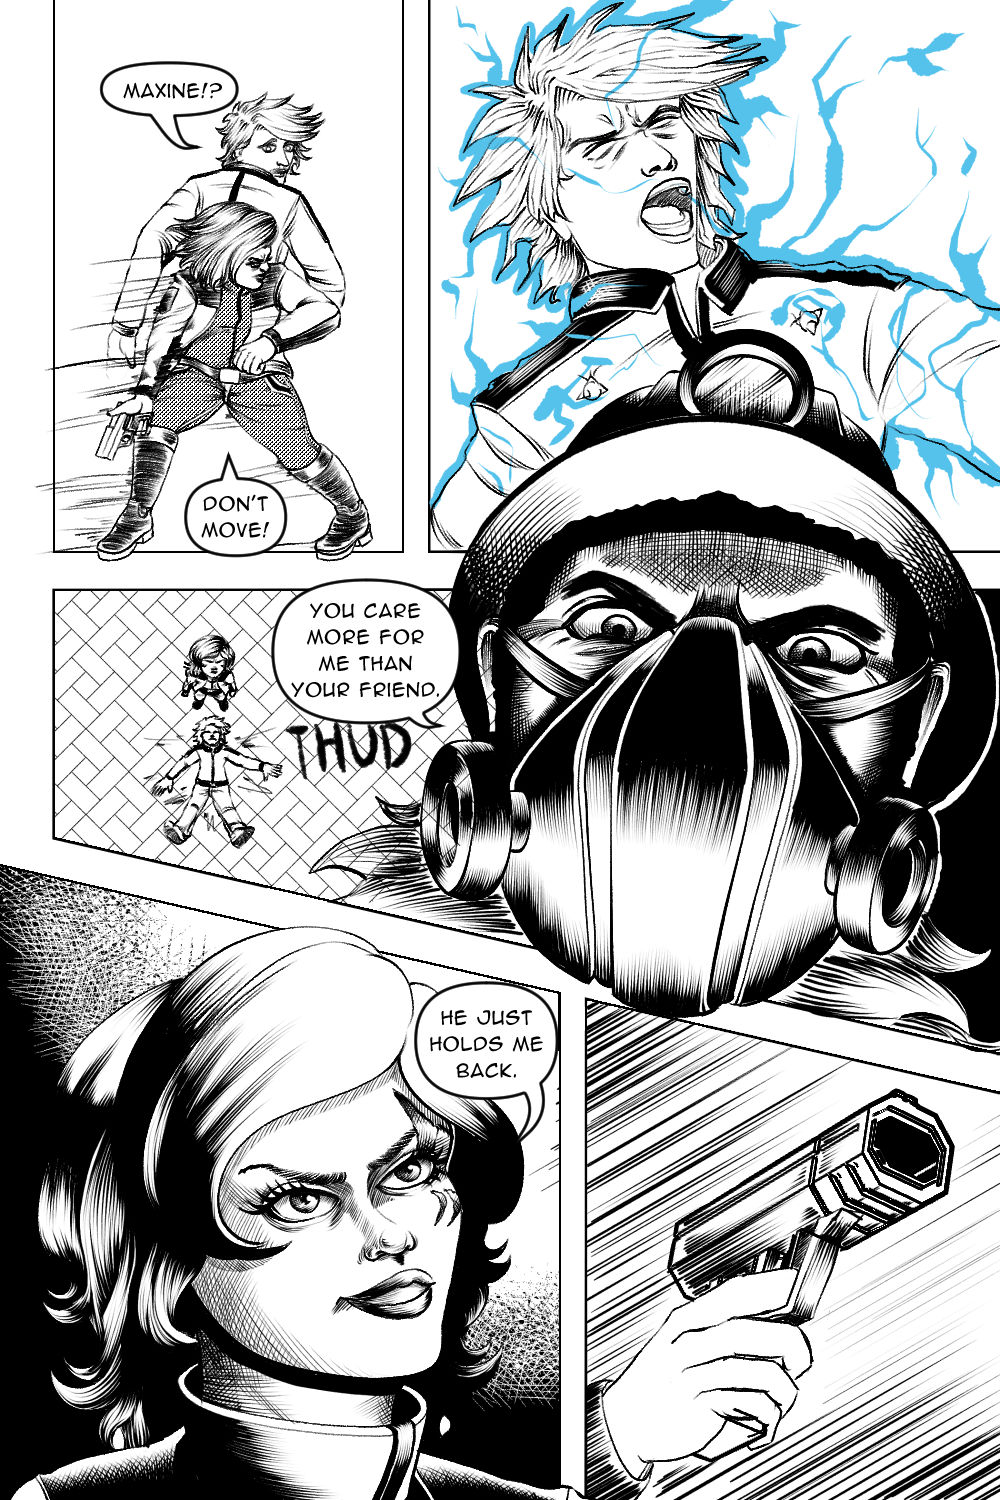 MAXINE!?
DON'T
MOVE!
YOU CARE
MORE FOR
ME THAN
YOUR FRIEND.
THUD
HE JUST
HOLDS ME
BACK.